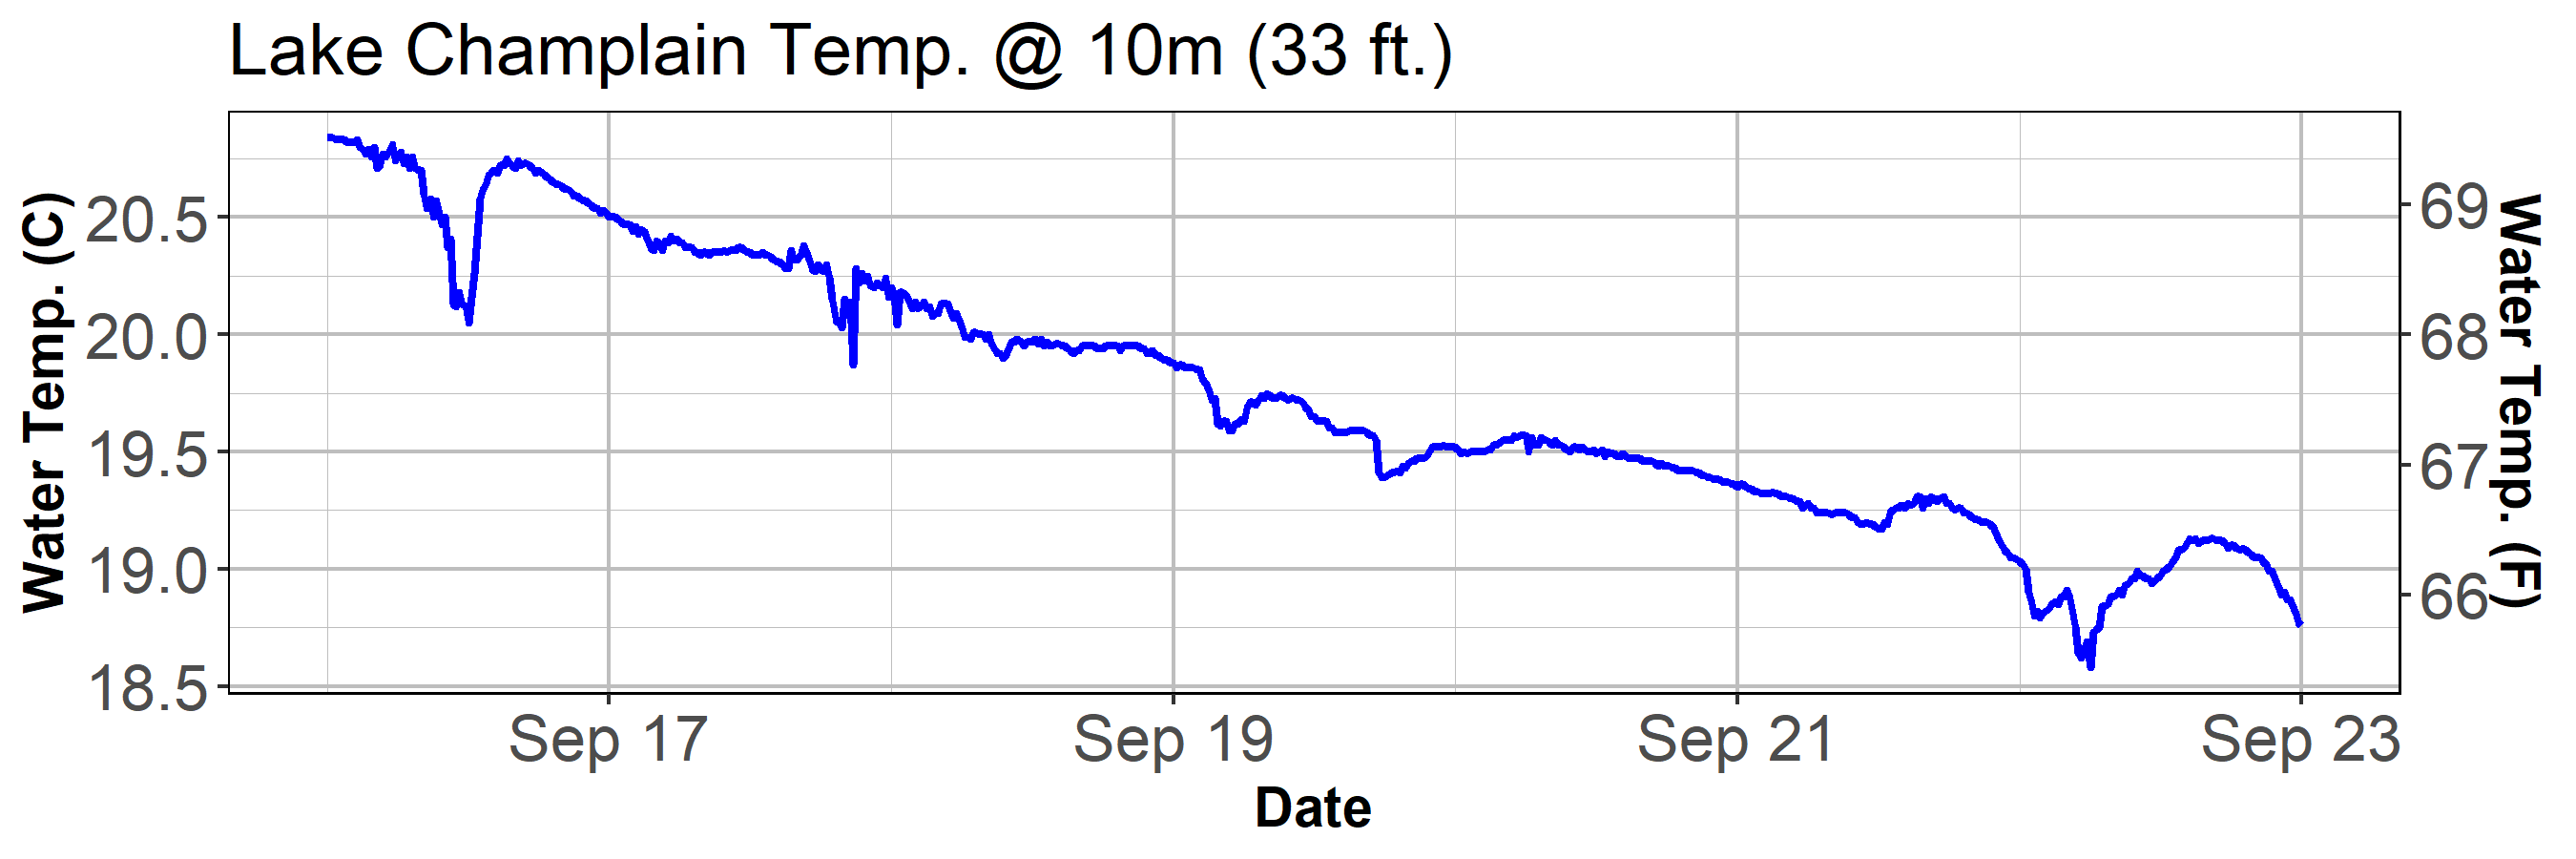 Lake Champlain Temp. @ 10m (33 ft.)
Water Temp. (C)
20.5
20.0
19.5
19.0
18.5
69
68
67
66
Water Temp. (F)
Sep 17
Sep 19
Sep 21
Sep 23
Date